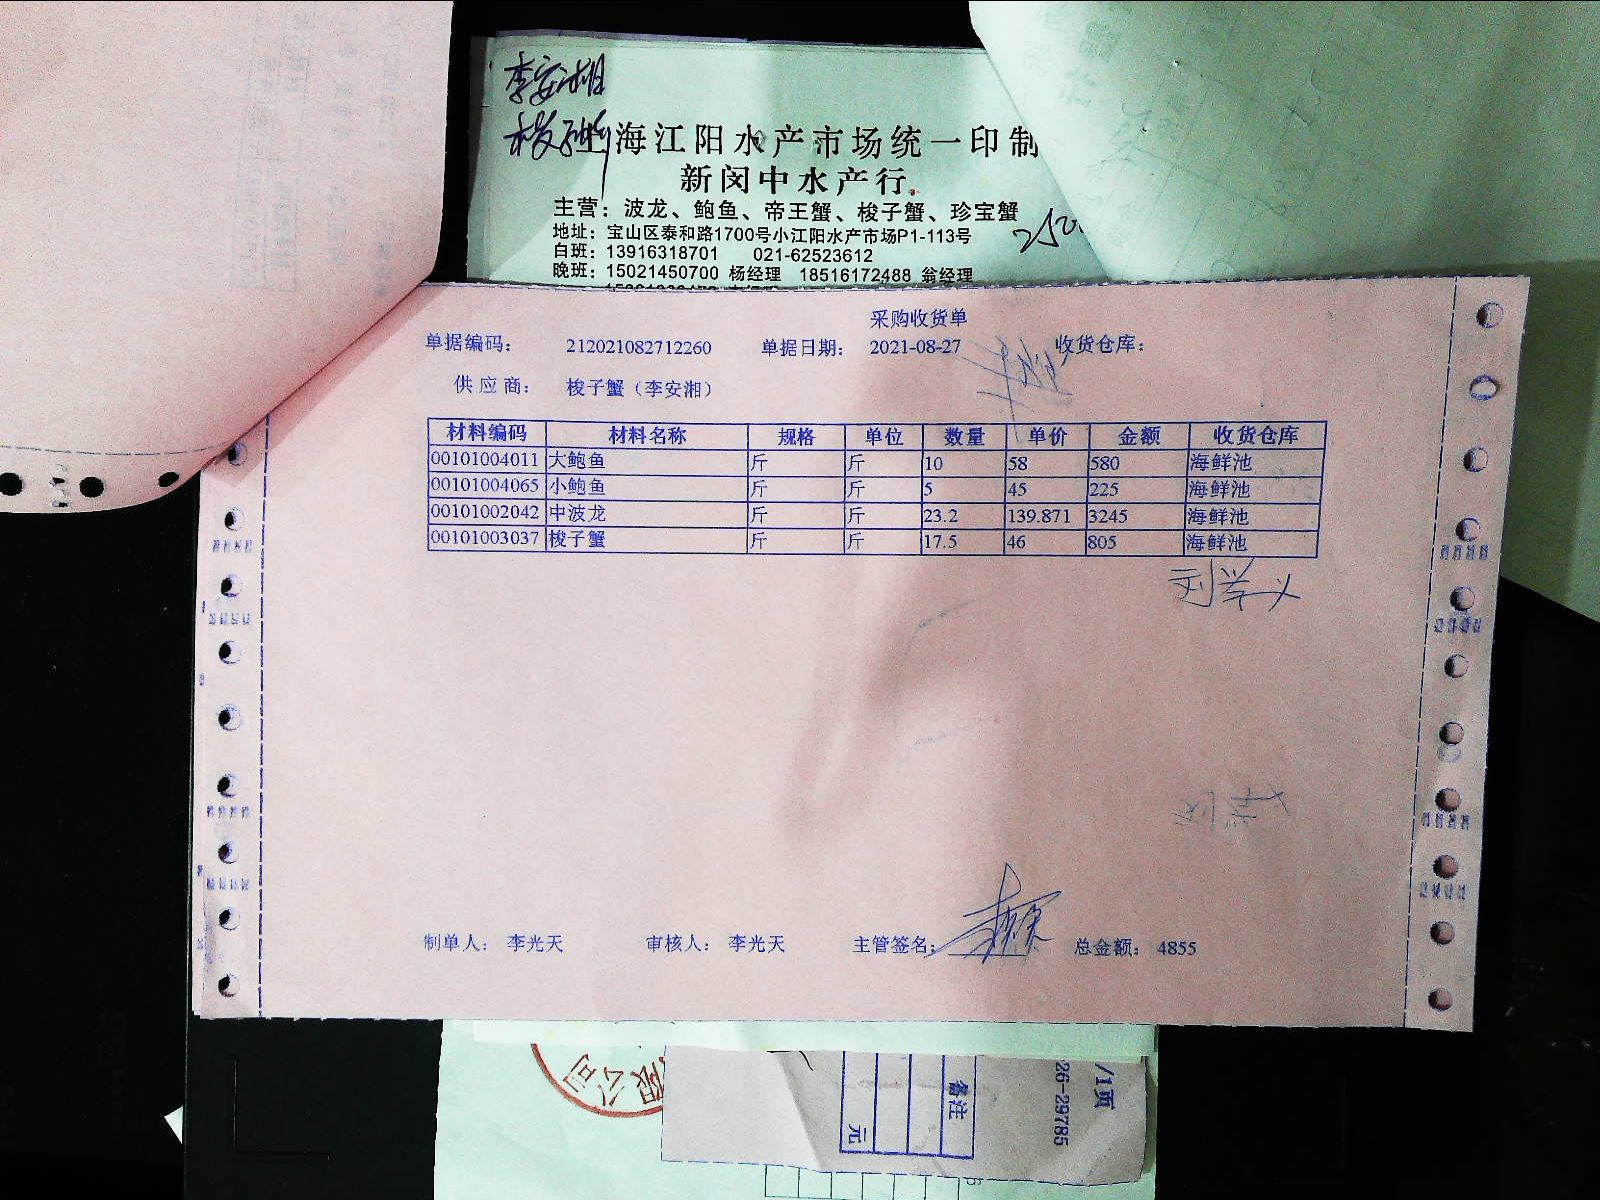 李安湘
上海江阳水产市场统一印制
新闵中水产行
主营：波龙、鲍鱼、帝王蟹、梭子蟹、珍宝蟹
地址：宝山区泰和路1700号小江阳水产市场P1-113号
白班：13916318701 021-62523612
晚班：15021450700 杨经理 18516172488 翁经理
采购收货单
单据编码： 212021082712260 单据日期： 2021-08-27 收货仓库：
供应商： 梭子蟹（李安湘）
材料编码 材料名称 规格 单位 数量 单价 金额 收货仓库
00101004011 大鲍鱼 斤 斤 10 58 580 海鲜池
00101004065 小鲍鱼 斤 斤 5 45 225 海鲜池
00101002042 中波龙 斤 斤 23.2 139.871 3245 海鲜池
00101003037 梭子蟹 斤 斤 17.5 46 805 海鲜池
制单人： 李光天 审核人： 李光天 主管签名： 总金额： 4855
限公司
备注
元
/1页
26-29785